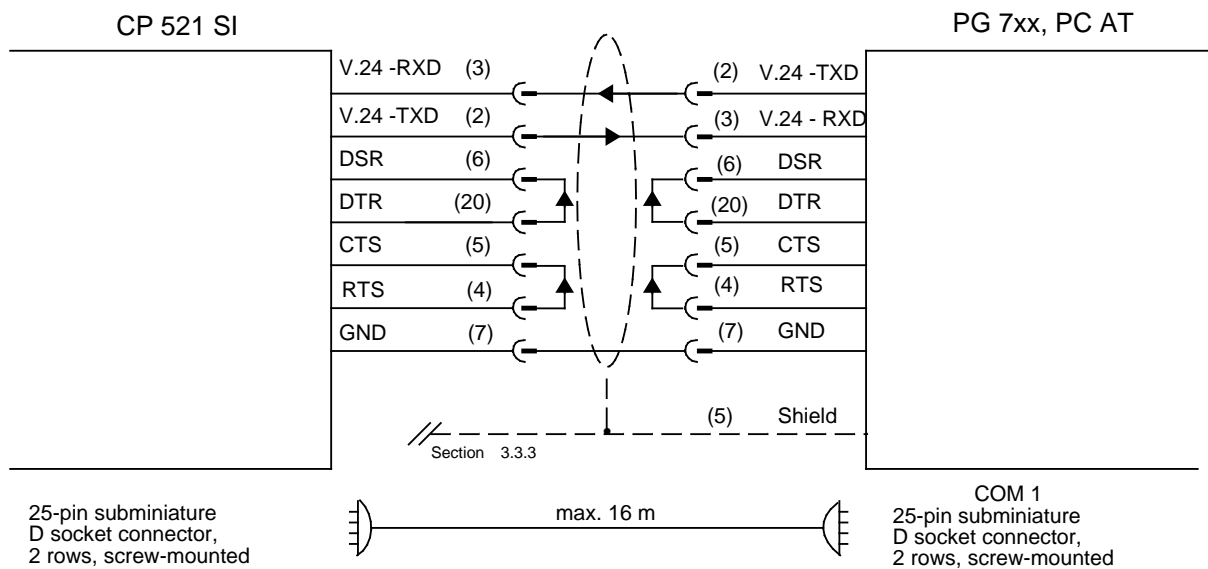 CP 521 SI
PG 7xx, PC AT
V.24 -RXD (3)
(2) V.24 -TXD
V.24 -TXD (2)
(3) V.24 - RXD
DSR (6)
(6) DSR
DTR (20)
(20) DTR
CTS (5)
(5) CTS
RTS (4)
(4) RTS
GND (7)
(7) GND
(5) Shield
Section 3.3.3
25-pin subminiature
D socket connector,
2 rows, screw-mounted
max. 16 m
COM 1
25-pin subminiature
D socket connector,
2 rows, screw-mounted